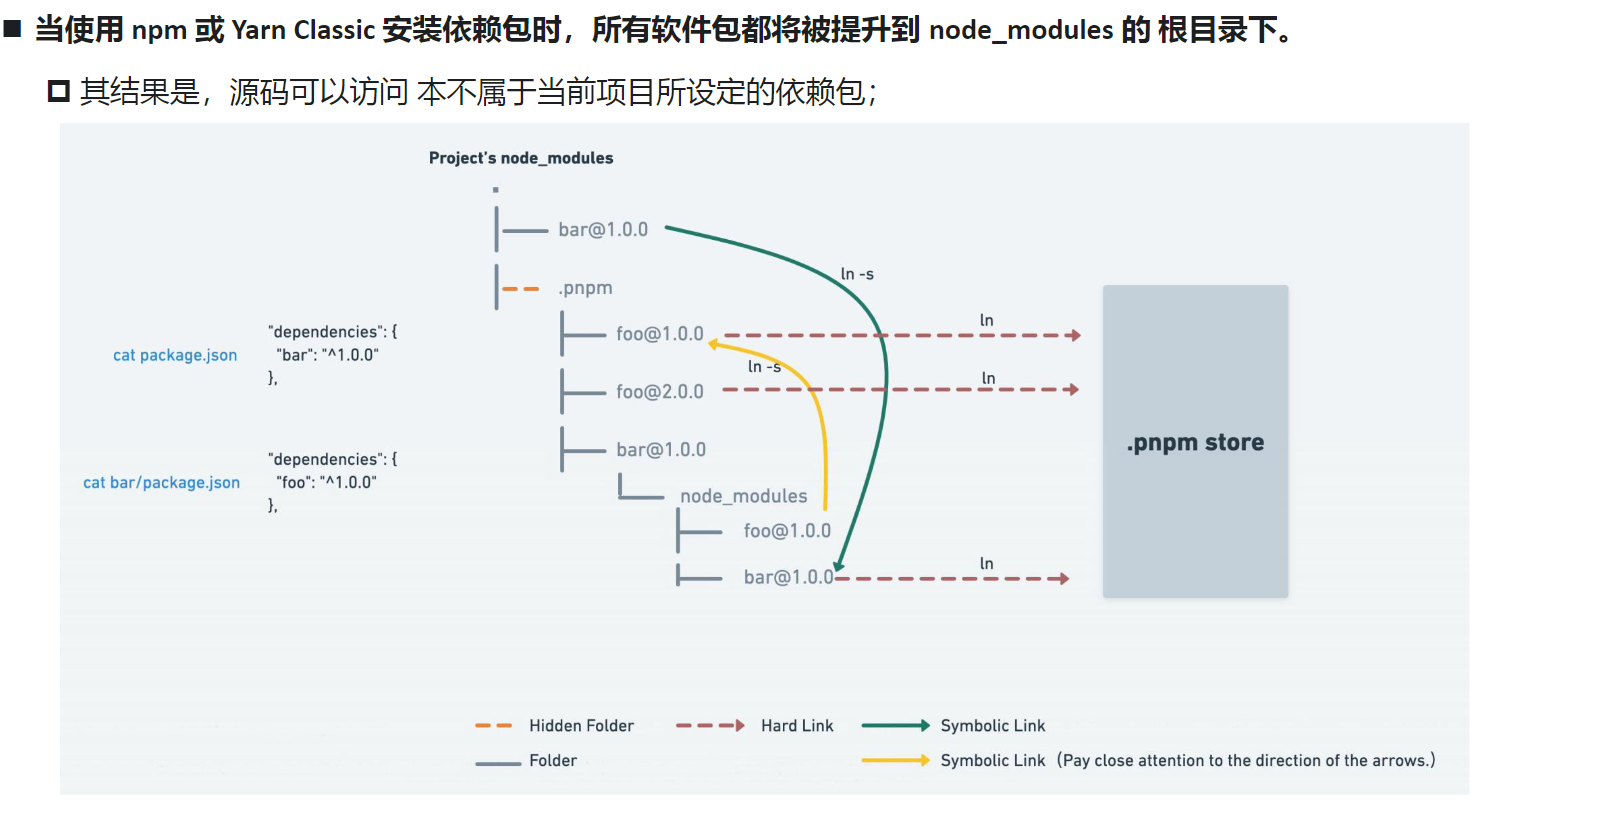 ■ 当使用 npm 或 Yarn Classic 安装依赖包时，所有软件包都将被提升到 node_modules 的 根目录下。
其结果是，源码可以访问 本不属于当前项目所设定的依赖包；
Project's node_modules
.
bar@1.0.0
ln -s
.pnpm
foo@1.0.0
ln
"dependencies": {
cat package.json
"bar": "^1.0.0"
},
ln -s
foo@2.0.0
ln
.pnpm store
bar@1.0.0
"dependencies": {
cat bar/package.json
"foo": "^1.0.0"
},
node_modules
foo@1.0.0
bar@1.0.0
ln
Hidden Folder
Hard Link
Symbolic Link
Folder
Symbolic Link（Pay close attention to the direction of the arrows.）